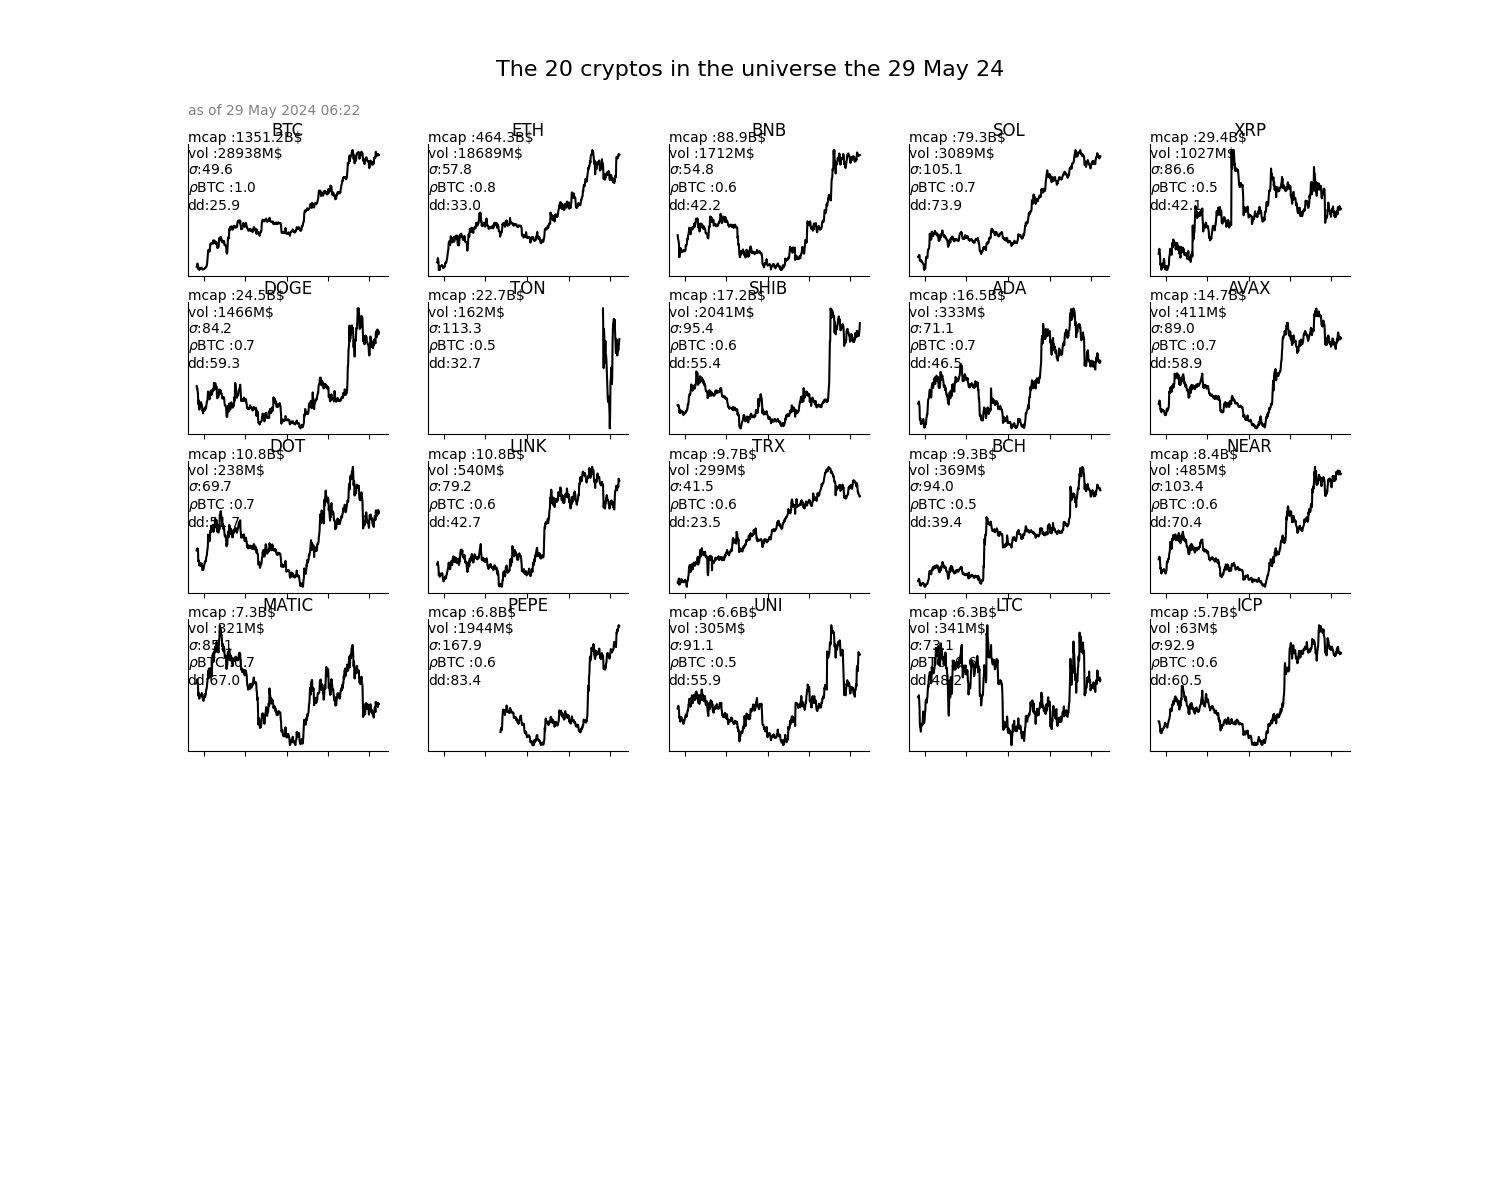 The 20 cryptos in the universe the 29 May 24
as of 29 May 2024 06:22
BTC
mcap :1351.2B$
vol :28938M$
σ:49.6
ρBTC :1.0
dd:25.9
ETH
mcap :464.3B$
vol :18689M$
σ:57.8
ρBTC :0.8
dd:33.0
BNB
mcap :88.9B$
vol :1712M$
σ:54.8
ρBTC :0.6
dd:42.2
SOL
mcap :79.3B$
vol :3089M$
σ:105.1
ρBTC :0.7
dd:73.9
XRP
mcap :29.4B$
vol :1027M$
σ:86.6
ρBTC :0.5
dd:42.1
DOGE
mcap :24.5B$
vol :1466M$
σ:84.2
ρBTC :0.7
dd:59.3
TON
mcap :22.7B$
vol :162M$
σ:113.3
ρBTC :0.5
dd:32.7
SHIB
mcap :17.2B$
vol :2041M$
σ:95.4
ρBTC :0.6
dd:55.4
ADA
mcap :16.5B$
vol :333M$
σ:71.1
ρBTC :0.7
dd:46.5
AVAX
mcap :14.7B$
vol :411M$
σ:89.0
ρBTC :0.7
dd:58.9
DOT
mcap :10.8B$
vol :238M$
σ:69.7
ρBTC :0.7
LINK
mcap :10.8B$
vol :540M$
σ:79.2
ρBTC :0.6
dd:42.7
TRX
mcap :9.7B$
vol :299M$
σ:41.5
ρBTC :0.6
dd:23.5
BCH
mcap :9.3B$
vol :369M$
σ:94.0
ρBTC :0.5
dd:39.4
NEAR
mcap :8.4B$
vol :485M$
σ:103.4
ρBTC :0.6
dd:70.4
MATIC
mcap :7.3B$
vol :321M$
σ:85.1
ρBTC :0.7
dd:67.0
PEPE
mcap :6.8B$
vol :1944M$
σ:167.9
ρBTC :0.6
dd:83.4
UNI
mcap :6.6B$
vol :305M$
σ:91.1
ρBTC :0.5
dd:55.9
LTC
mcap :6.3B$
vol :341M$
σ:73.1
ρBTC :0.6
dd:48.2
ICP
mcap :5.7B$
vol :63M$
σ:92.9
ρBTC :0.6
dd:60.5